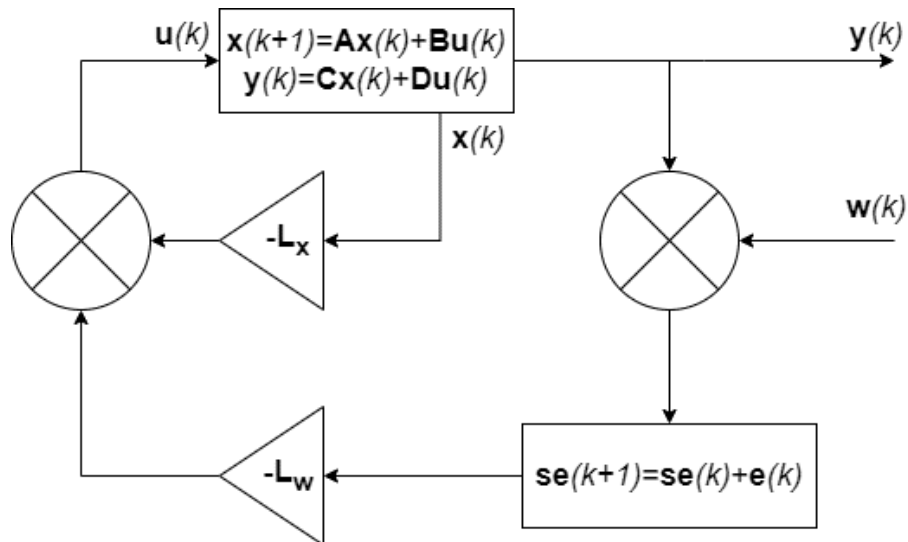 u(k)
x(k+1)=Ax(k)+Bu(k)
y(k)=Cx(k)+Du(k)
y(k)
x(k)
w(k)
-Lx
-Lw
se(k+1)=se(k)+e(k)